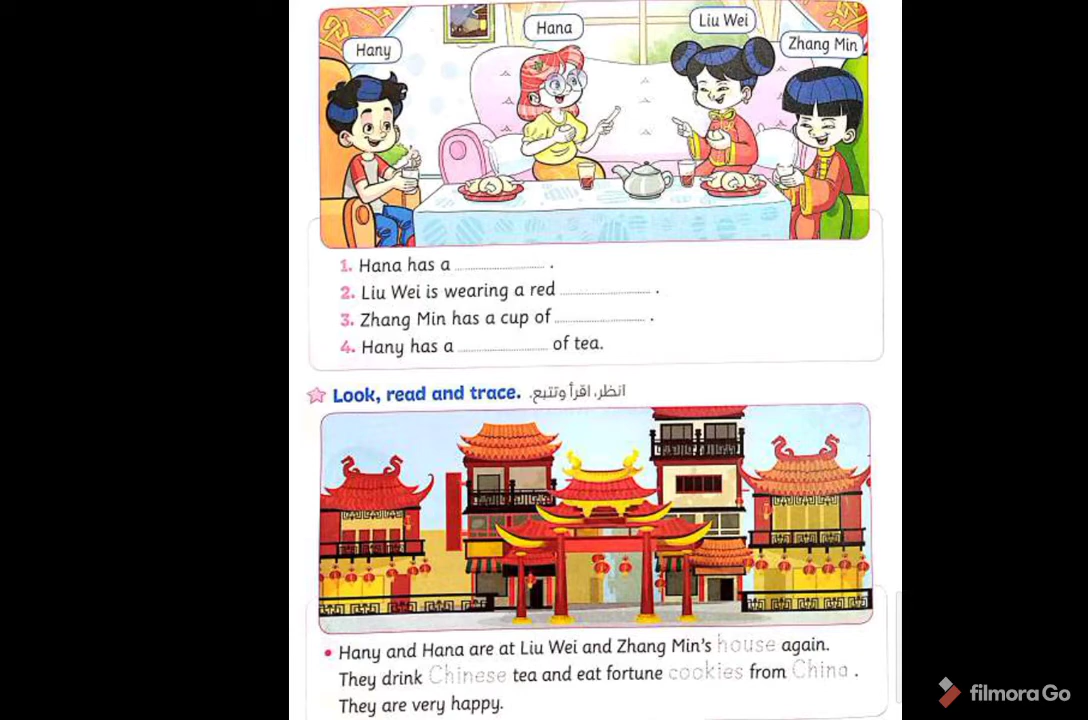 Hany
Hana
Liu Wei
Zhang Min
1. Hana has a .................... .
2. Liu Wei is wearing a red .................... .
3. Zhang Min has a cup of .................... .
4. Hany has a .................... of tea.
Look, read and trace. انظر، اقرأ وتتبع.
• Hany and Hana are at Liu Wei and Zhang Min's house again.
They drink Chinese tea and eat fortune cookies from China .
They are very happy.
filmora Go